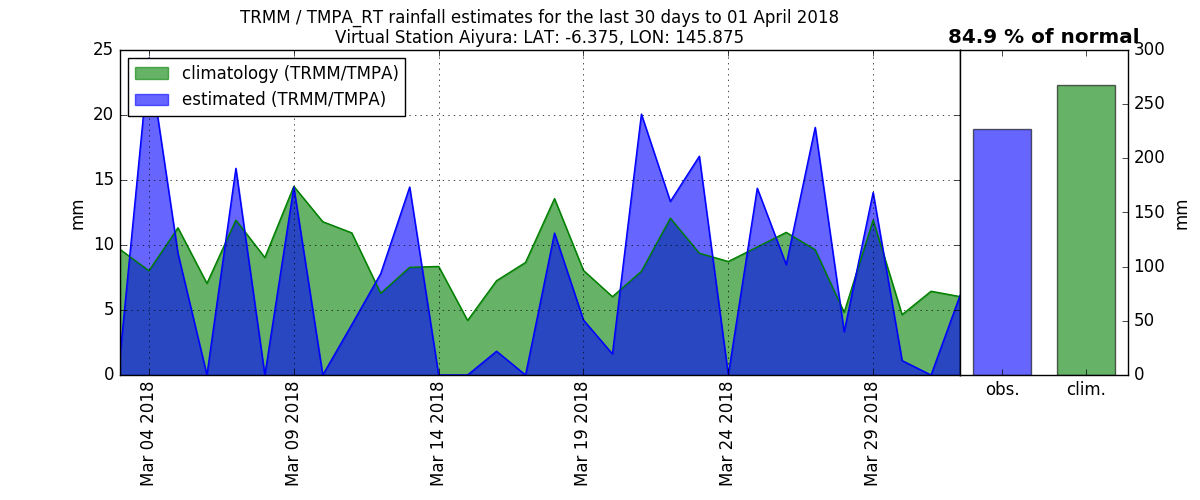 TRMM / TMPA_RT rainfall estimates for the last 30 days to 01 April 2018
Virtual Station Aiyura: LAT: -6.375, LON: 145.875
84.9 % of normal
climatology (TRMM/TMPA)
estimated (TRMM/TMPA)
25
20
15
10
5
0
mm
Mar 04 2018
Mar 09 2018
Mar 14 2018
Mar 19 2018
Mar 24 2018
Mar 29 2018
obs.
clim.
300
250
200
150
100
50
0
mm